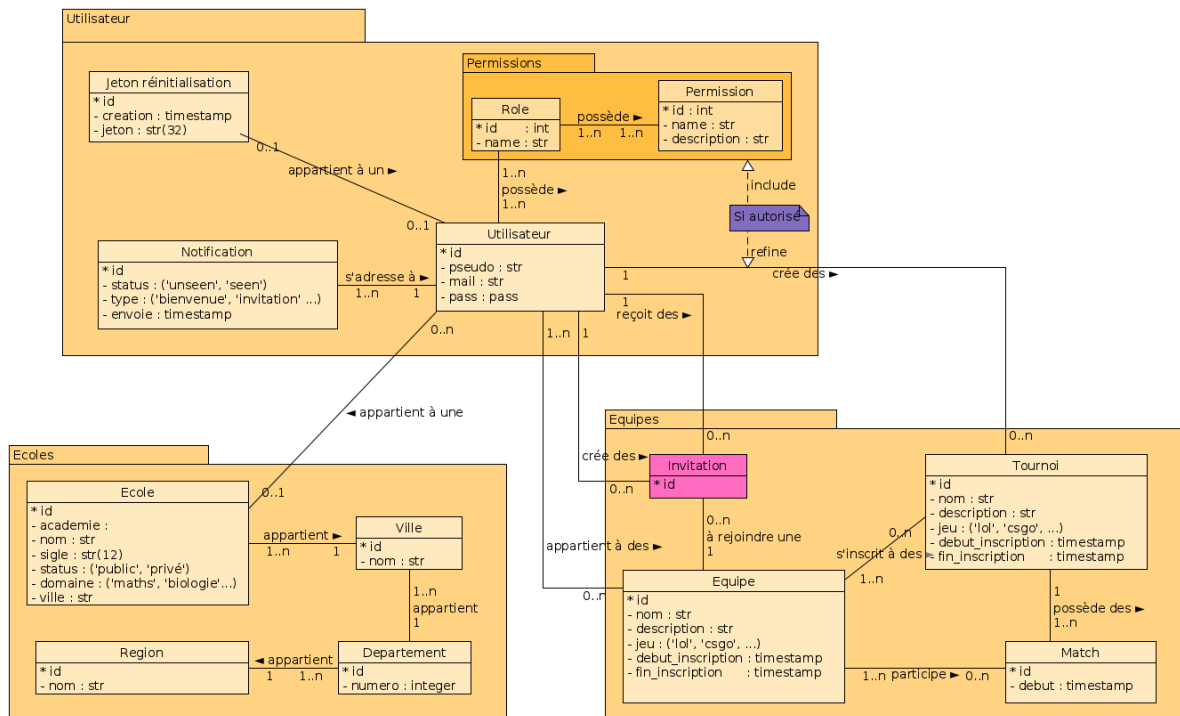 Utilisateur
Jeton réinitialisation
* id
- creation : timestamp
- jeton : str(32)
Permissions
Role
* id : int
- name : str
possède ►
1..n 1..n
Permission
* id : int
- name : str
- description : str
0..1
appartient à un ►
0..1
1..n
possède ►
1..n
include
Si autorisé
refine
Notification
* id
- status : ('unseen', 'seen')
- type : ('bienvenue', 'invitation' ...)
- envoie : timestamp
s'adresse à ►
1..n 1
Utilisateur
* id
- pseudo : str
- mail : str
- pass : pass
1
crée des ►
1
reçoit des ►
0..n
1..n
1
◄ appartient à une
0..1
Ecoles
Ecole
* id
- academie :
- nom : str
- sigle : str(12)
- status : ('public', 'privé')
- domaine : ('maths', 'biologie'...)
- ville : str
appartient ►
1..n 1
Ville
* id
- nom : str
1..n
appartient
1
Region
* id
- nom : str
◄ appartient
1 1..n
Departement
* id
- numero : integer
Equipes
0..n
0..n
crée des ►
0..n
Invitation
* id
0..n
à rejoindre une
1
appartient à des ►
0..n
Tournoi
* id
- nom : str
- description : str
- jeu : ('lol', 'csgo', ...)
- debut_inscription : timestamp
- fin_inscription : timestamp
0..n
s'inscrit à des ►
1..n
Equipe
* id
- nom : str
- description : str
- jeu : ('lol', 'csgo', ...)
- debut_inscription : timestamp
- fin_inscription : timestamp
1
possède des ►
1..n
1..n participe ► 0..n
Match
* id
- debut : timestamp